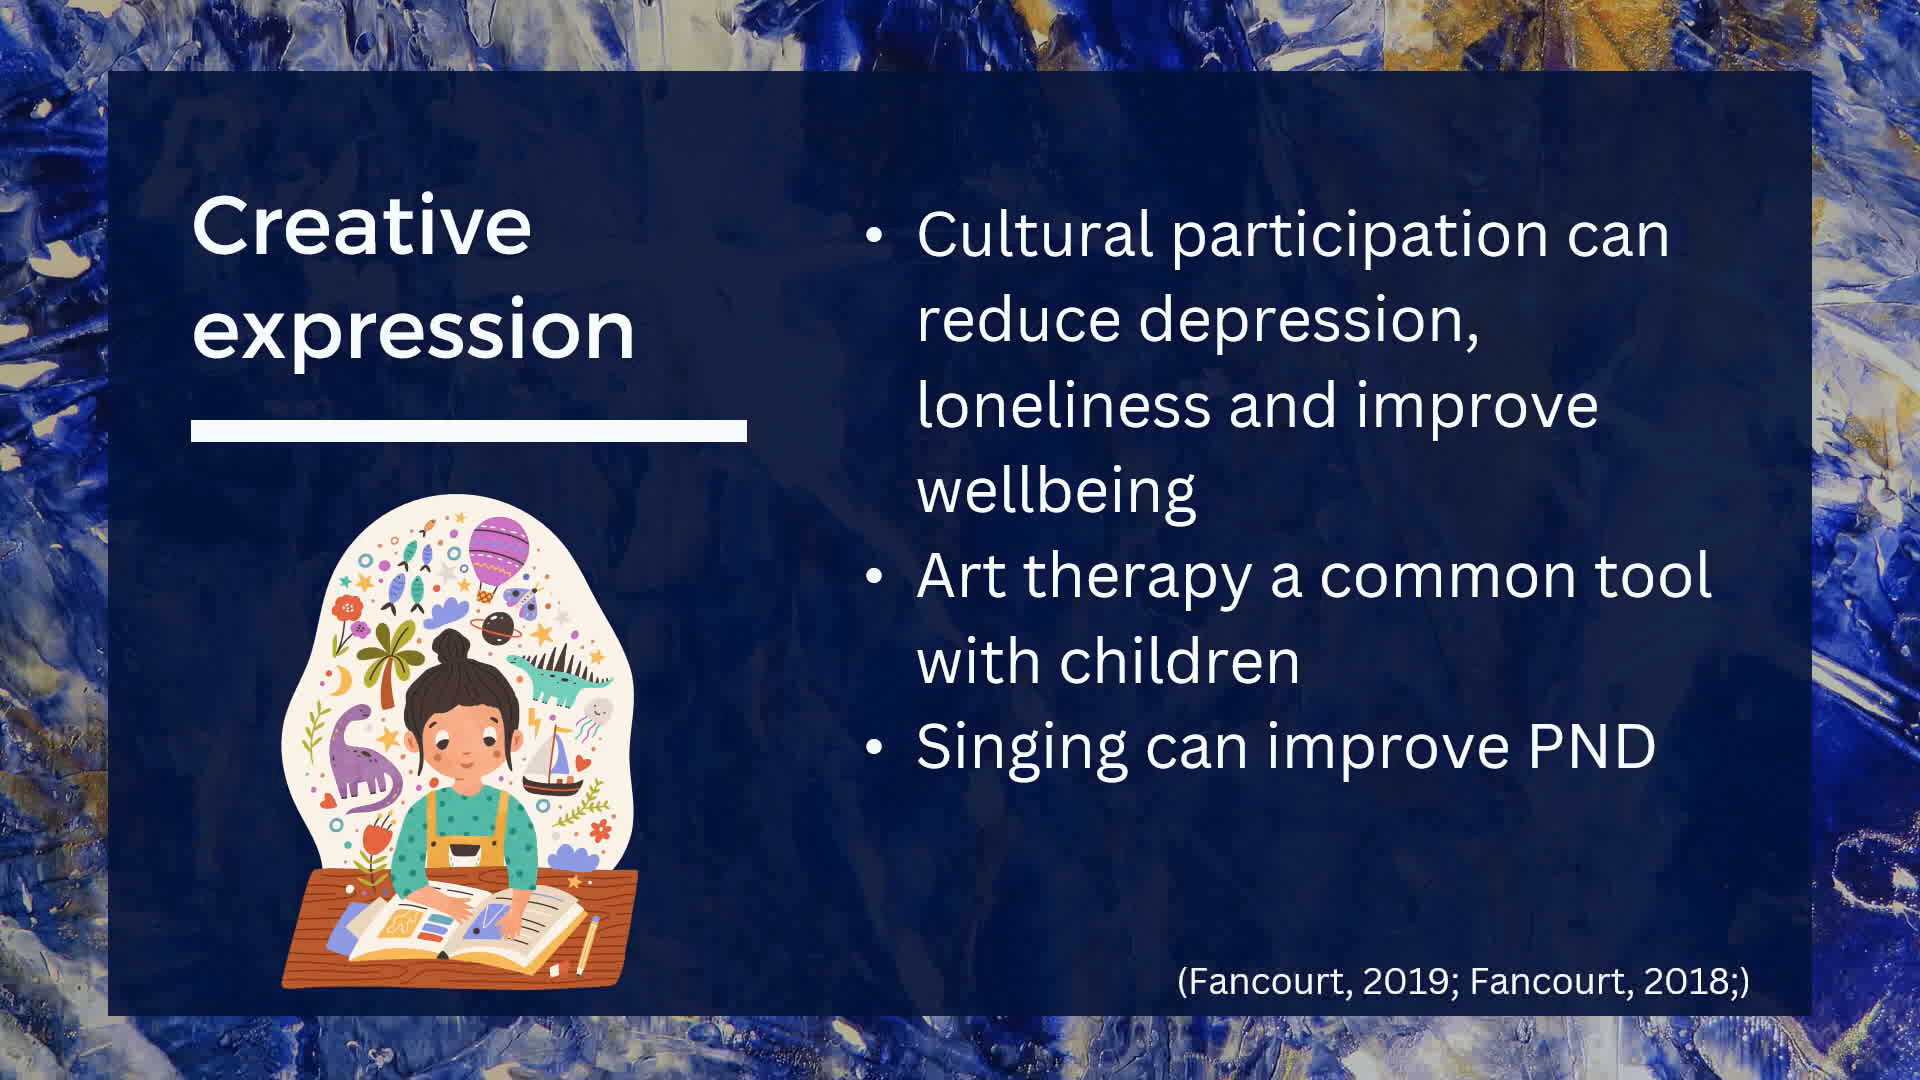 Creative
expression
• Cultural participation can
reduce depression,
loneliness and improve
wellbeing
• Art therapy a common tool
with children
• Singing can improve PND
(Fancourt, 2019; Fancourt, 2018;)